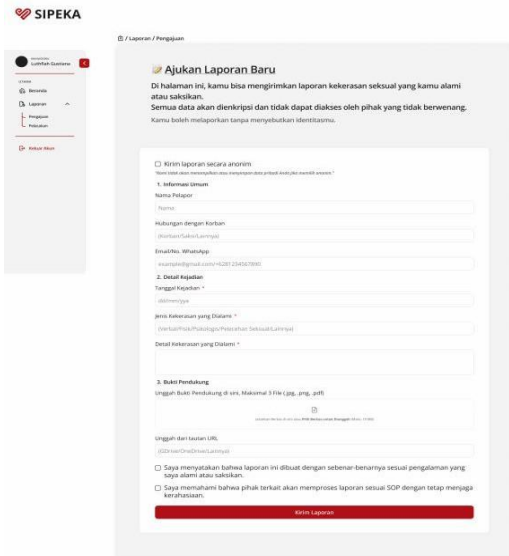 SIPEKA
/ Laporan / Pengajuan
Luthfiah Gustiana
UTAMA
Beranda
Laporan
Pengajuan
Pelecehan
Keluar Akun
📝 Ajukan Laporan Baru
Di halaman ini, kamu bisa mengirimkan laporan kekerasan seksual yang kamu alami
atau saksikan.
Semua data akan dienkripsi dan tidak dapat diakses oleh pihak yang tidak berwenang.
Kamu boleh melaporkan tanpa menyebutkan identitasmu.
Kirim laporan secara anonim
1. Informasi Umum
Nama Pelapor
Nama
Hubungan dengan Korban
(Korban/Saksi/Lainnya)
Email/No. WhatsApp
example@gmail.com/+6281234567890
2. Detail Kejadian
Tanggal Kejadian *
Jenis Kekerasan yang Dialami *
(Verbal/Fisik/Psikologis/Pelecehan Seksual/Lainnya)
Detail Kekerasan yang Dialami *
3. Bukti Pendukung
Unggah Bukti Pendukung di sini, Maksimal 3 File (.jpg, .png, .pdf)
Unggah dari tautan URL
(GDrive/OneDrive/Lainnya)
Saya menyatakan bahwa laporan ini dibuat dengan sebenar-benarnya sesuai pengalaman yang
saya alami atau saksikan.
Saya memahami bahwa pihak terkait akan memproses laporan sesuai SOP dengan tetap menjaga
kerahasiaan.
Kirim Laporan